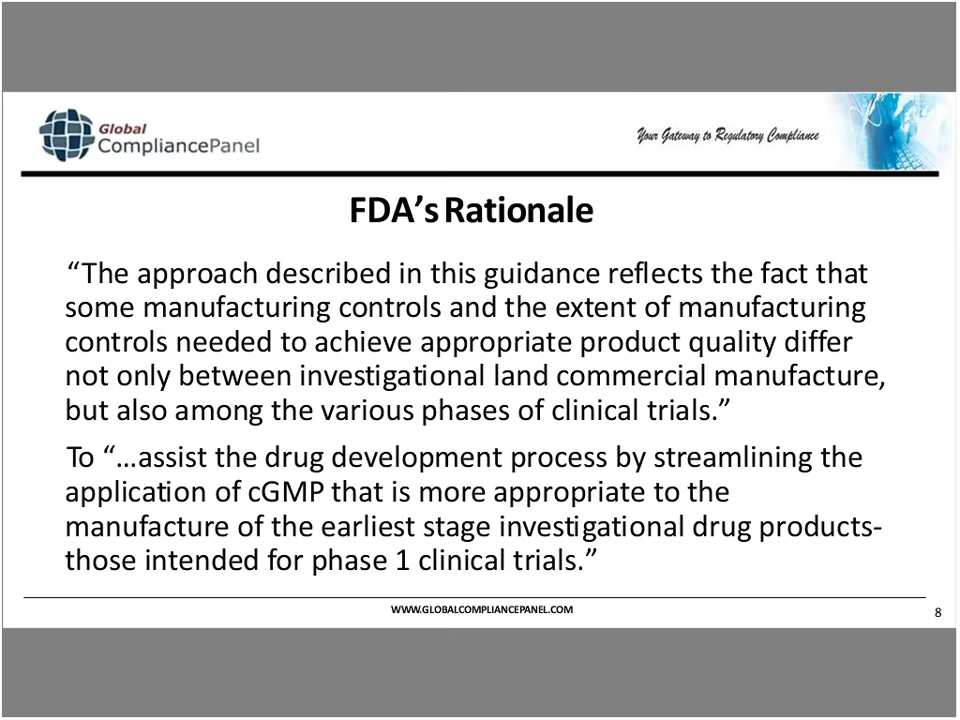 Global
CompliancePanel
Your Gateway to Regulatory Compliance
FDA’s Rationale
“The approach described in this guidance reflects the fact that
some manufacturing controls and the extent of manufacturing
controls needed to achieve appropriate product quality differ
not only between investigational land commercial manufacture,
but also among the various phases of clinical trials.”
To “…assist the drug development process by streamlining the
application of cGMP that is more appropriate to the
manufacture of the earliest stage investigational drug products-
those intended for phase 1 clinical trials.”
WWW.GLOBALCOMPLIANCEPANEL.COM
8